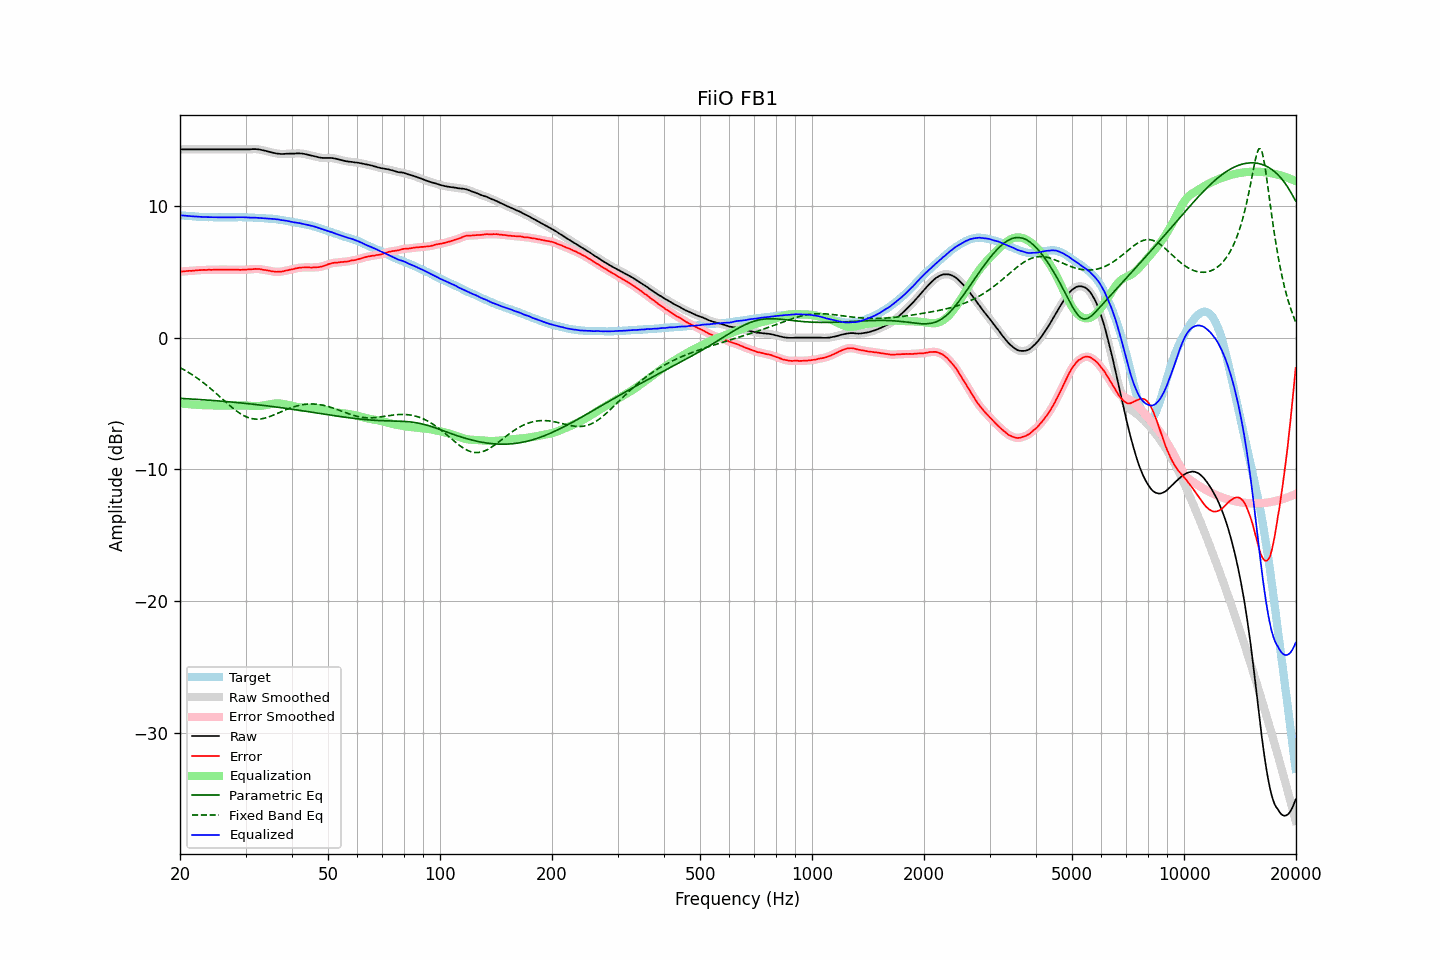 FiiO FB1
Amplitude (dBr)
10
0
−10
−20
−30
Target
Raw Smoothed
Error Smoothed
Raw
Error
Equalization
Parametric Eq
Fixed Band Eq
Equalized
20 50 100 200 500 1000 2000 5000 10000 20000
Frequency (Hz)